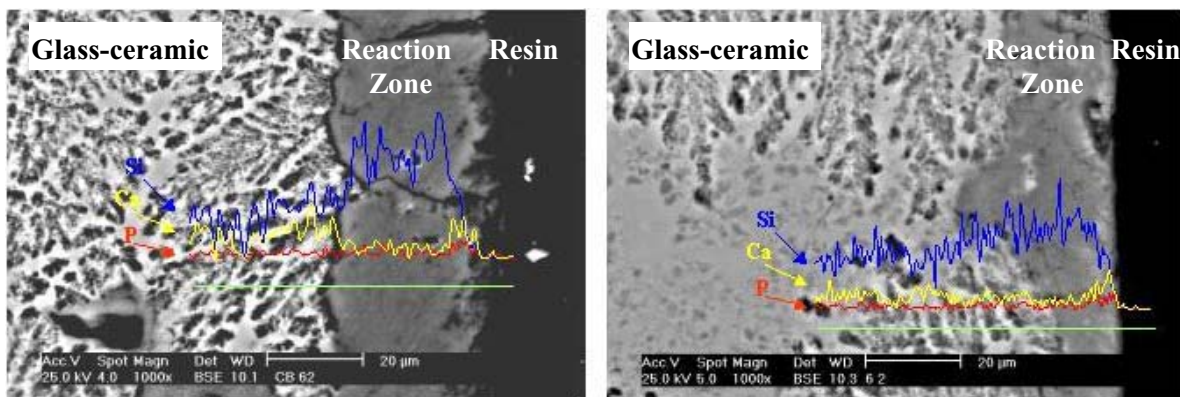 Glass-ceramic
Reaction Zone
Resin
Si
Ca
P
Acc.V Spot Magn Det WD 20 µm
25.0 kV 4.0 1000x BSE 10.1 CB 62
Glass-ceramic
Reaction Zone
Resin
Si
Ca
P
Acc.V Spot Magn Det WD 20 µm
25.0 kV 5.0 1000x BSE 10.3 6 2